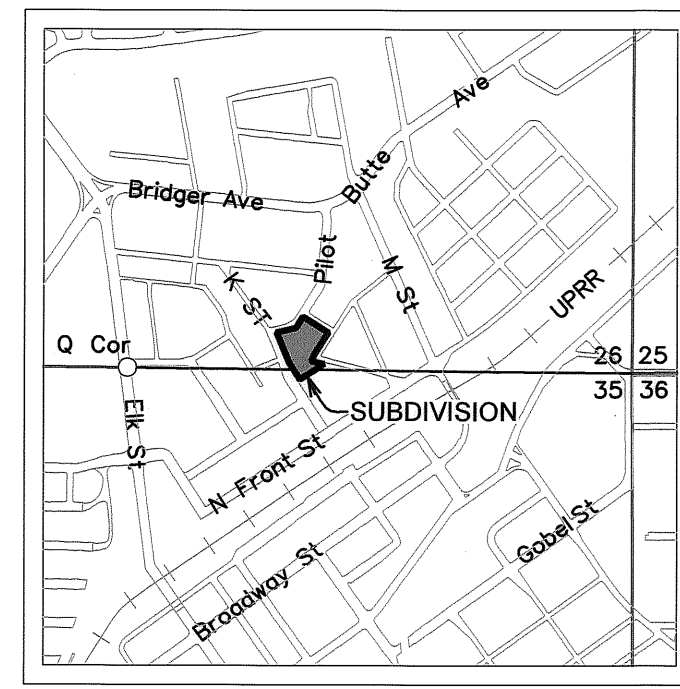 Ave
Butte
Bridger Ave
Pilot
K ST
M St
UPRR
Q Cor
26 25
35 36
Elk St
SUBDIVISION
N Front St
Gobel St
Broadway St